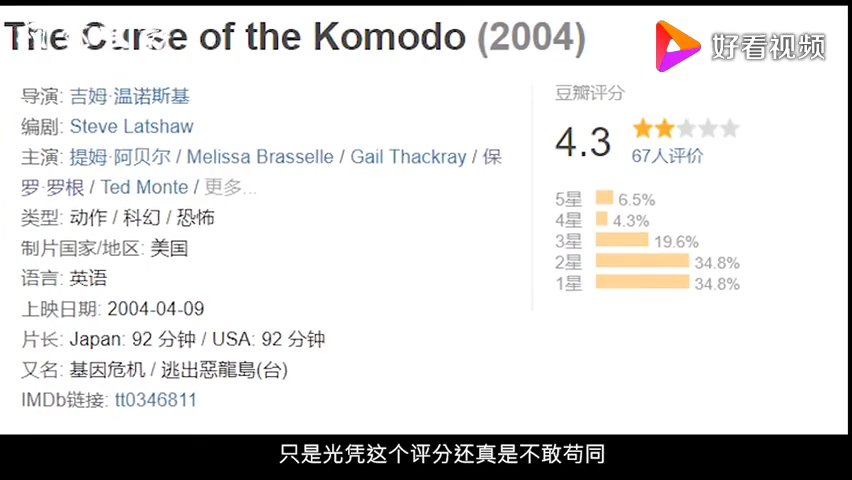 The Curse of the Komodo (2004)
好看视频
导演: 吉姆·温诺斯基
编剧: Steve Latshaw
主演: 提姆·阿贝尔 / Melissa Brasselle / Gail Thackray / 保
罗·罗根 / Ted Monte / 更多...
类型: 动作 / 科幻 / 恐怖
制片国家/地区: 美国
语言: 英语
上映日期: 2004-04-09
片长: Japan: 92 分钟 / USA: 92 分钟
又名: 基因危机 / 逃出惡龍島(台)
IMDb链接: tt0346811
豆瓣评分
4.3
67人评价
5星 6.5%
4星 4.3%
3星 19.6%
2星 34.8%
1星 34.8%
只是光凭这个评分还真是不敢苟同